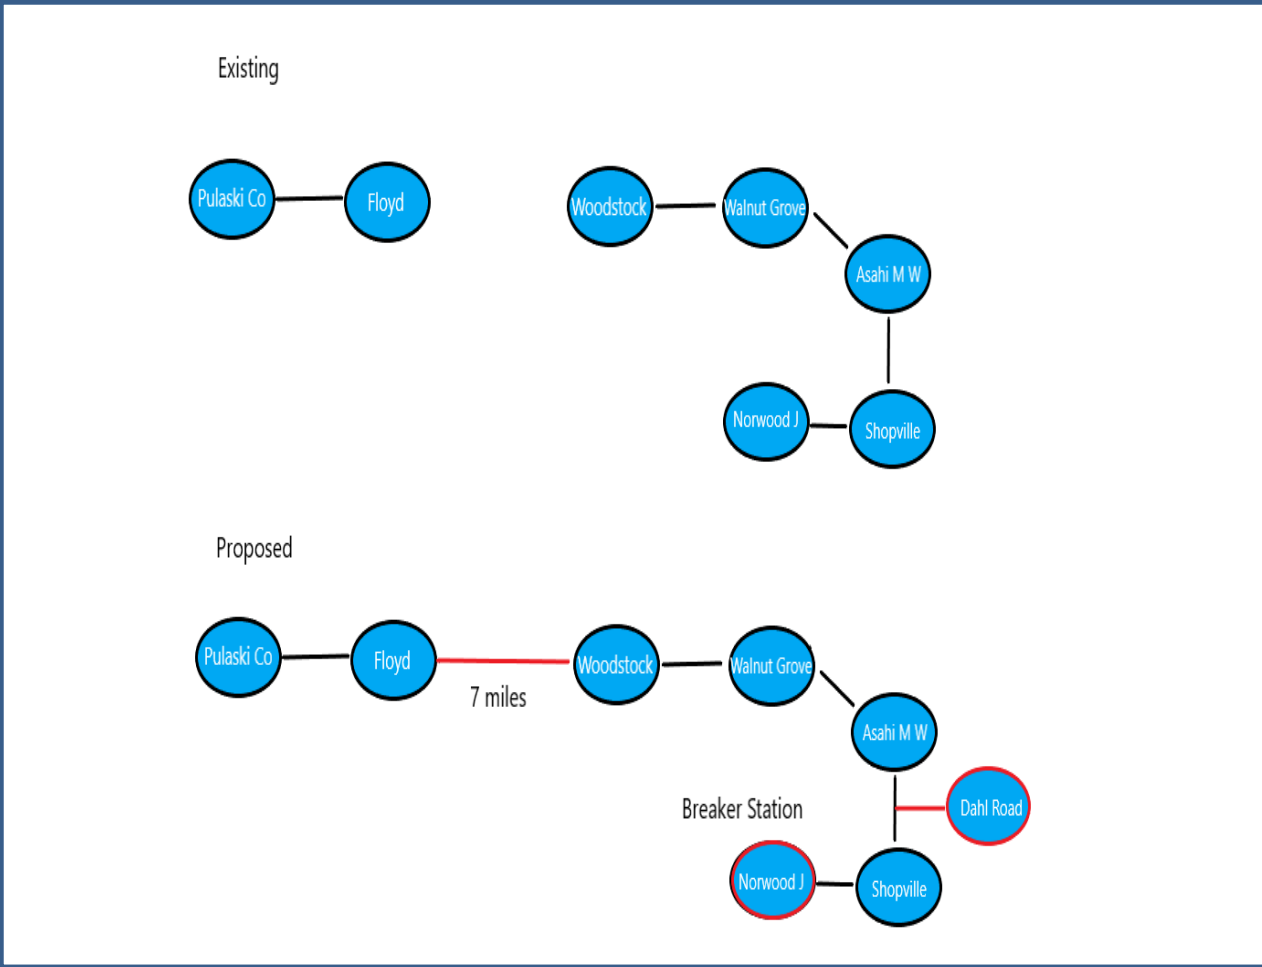 Existing
Pulaski Co
Floyd
Woodstock
Walnut Grove
Asahi M W
Norwood J
Shopville
Proposed
Pulaski Co
Floyd
7 miles
Woodstock
Walnut Grove
Asahi M W
Dahl Road
Breaker Station
Norwood J
Shopville